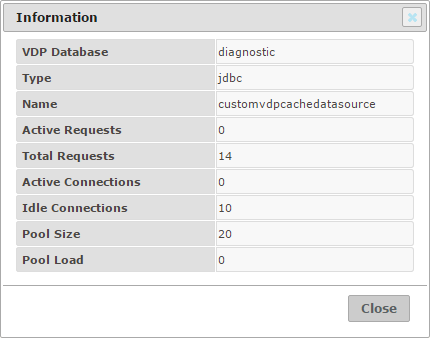 Information
VDP Database diagnostic
Type jdbc
Name customvdpcachedatasource
Active Requests 0
Total Requests 14
Active Connections 0
Idle Connections 10
Pool Size 20
Pool Load 0
Close